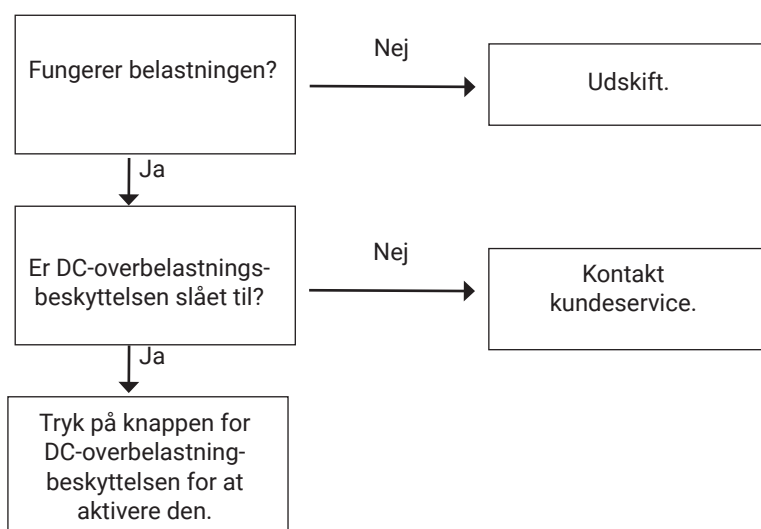 Fungerer belastningen?
Nej
Udskift.
Ja
Er DC-overbelastnings-
beskyttelsen slået til?
Nej
Kontakt
kundeservice.
Ja
Tryk på knappen for
DC-overbelastning-
beskyttelsen for at
aktivere den.